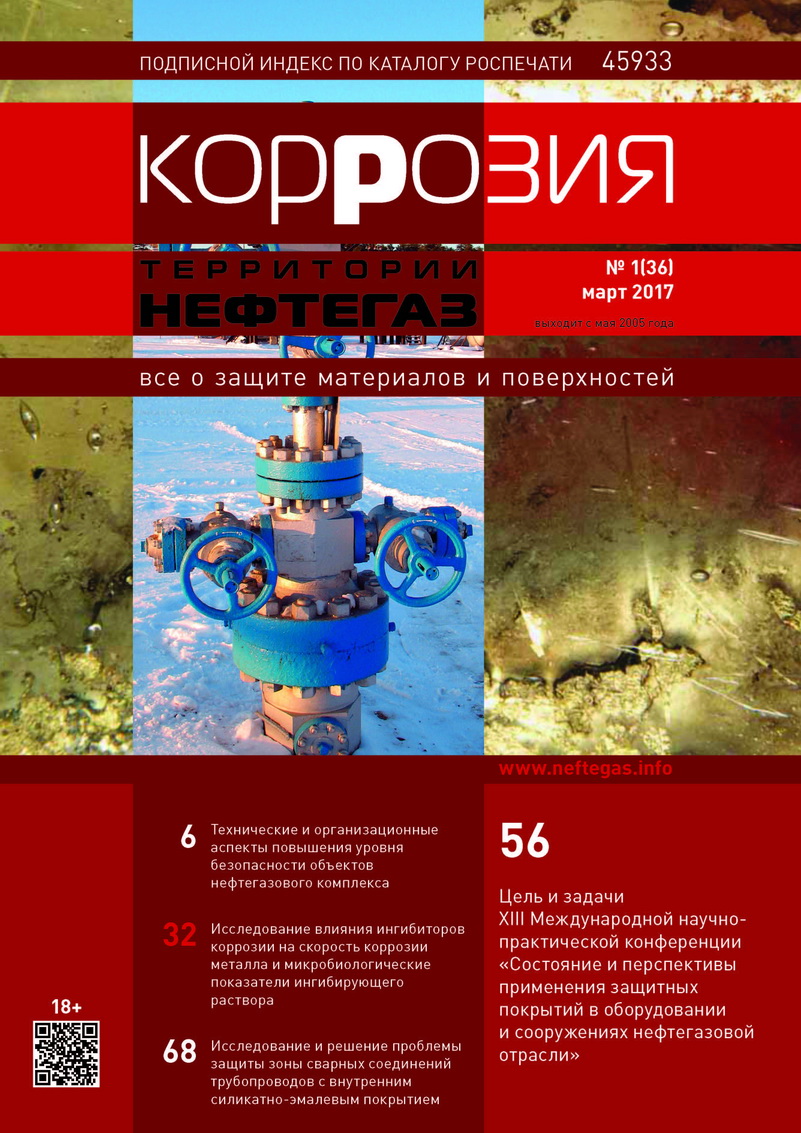 ПОДПИСНОЙ ИНДЕКС ПО КАТАЛОГУ РОСПЕЧАТИ 45933
КОРРОЗИЯ
ТЕРРИТОРИИ
НЕФТЕГАЗ
№ 1(36)
март 2017
выходит с мая 2005 года
все о защите материалов и поверхностей
www.neftegas.info
6
Технические и организационные
аспекты повышения уровня
безопасности объектов
нефтегазового комплекса
32
Исследование влияния ингибиторов
коррозии на скорость коррозии
металла и микробиологические
показатели ингибирующего
раствора
68
Исследование и решение проблемы
защиты зоны сварных соединений
трубопроводов с внутренним
силикатно-эмалевым покрытием
56
Цель и задачи
XIII Международной научно-
практической конференции
«Состояние и перспективы
применения защитных
покрытий в оборудовании
и сооружениях нефтегазовой
отрасли»
18+